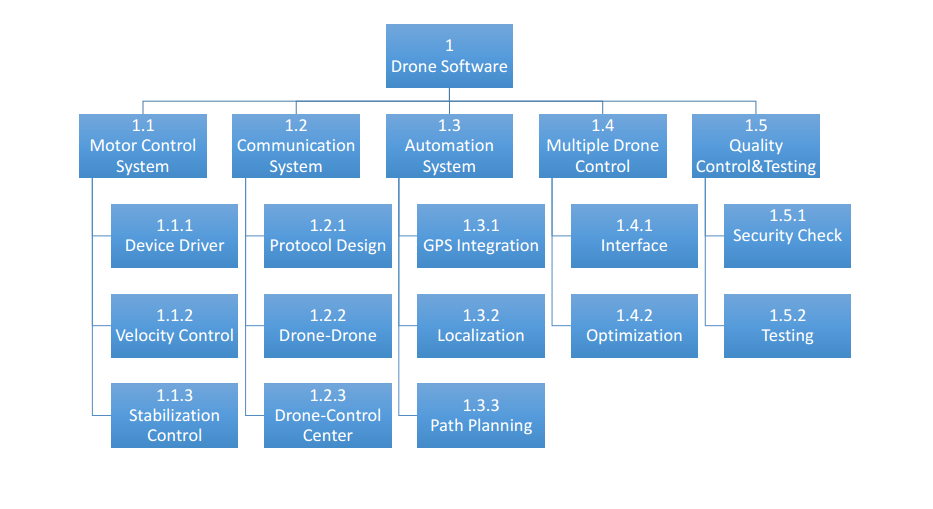 1
Drone Software
1.1
Motor Control
System
1.2
Communication
System
1.3
Automation
System
1.4
Multiple Drone
Control
1.5
Quality
Control&Testing
1.1.1
Device Driver
1.2.1
Protocol Design
1.3.1
GPS Integration
1.4.1
Interface
1.5.1
Security Check
1.1.2
Velocity Control
1.2.2
Drone-Drone
1.3.2
Localization
1.4.2
Optimization
1.5.2
Testing
1.1.3
Stabilization
Control
1.2.3
Drone-Control
Center
1.3.3
Path Planning